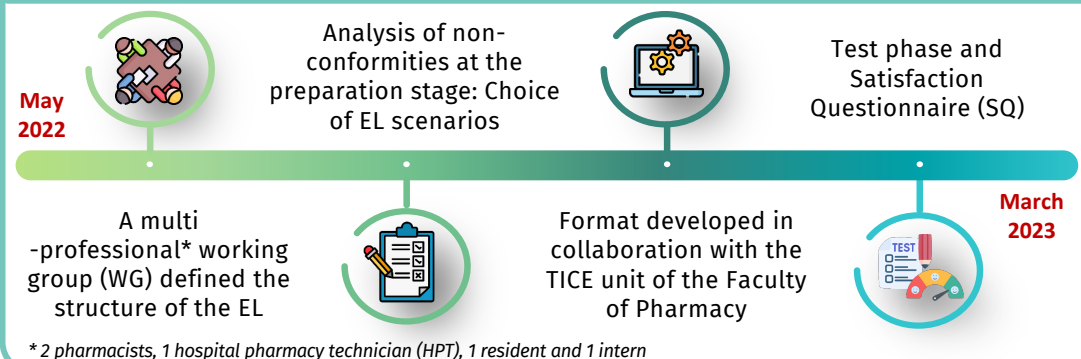 May
2022
A multi
-professional* working
group (WG) defined the
structure of the EL
Analysis of non-
conformities at the
preparation stage: Choice
of EL scenarios
Format developed in
collaboration with the
TICE unit of the Faculty
of Pharmacy
Test phase and
Satisfaction
Questionnaire (SQ)
TEST
March
2023
* 2 pharmacists, 1 hospital pharmacy technician (HPT), 1 resident and 1 intern